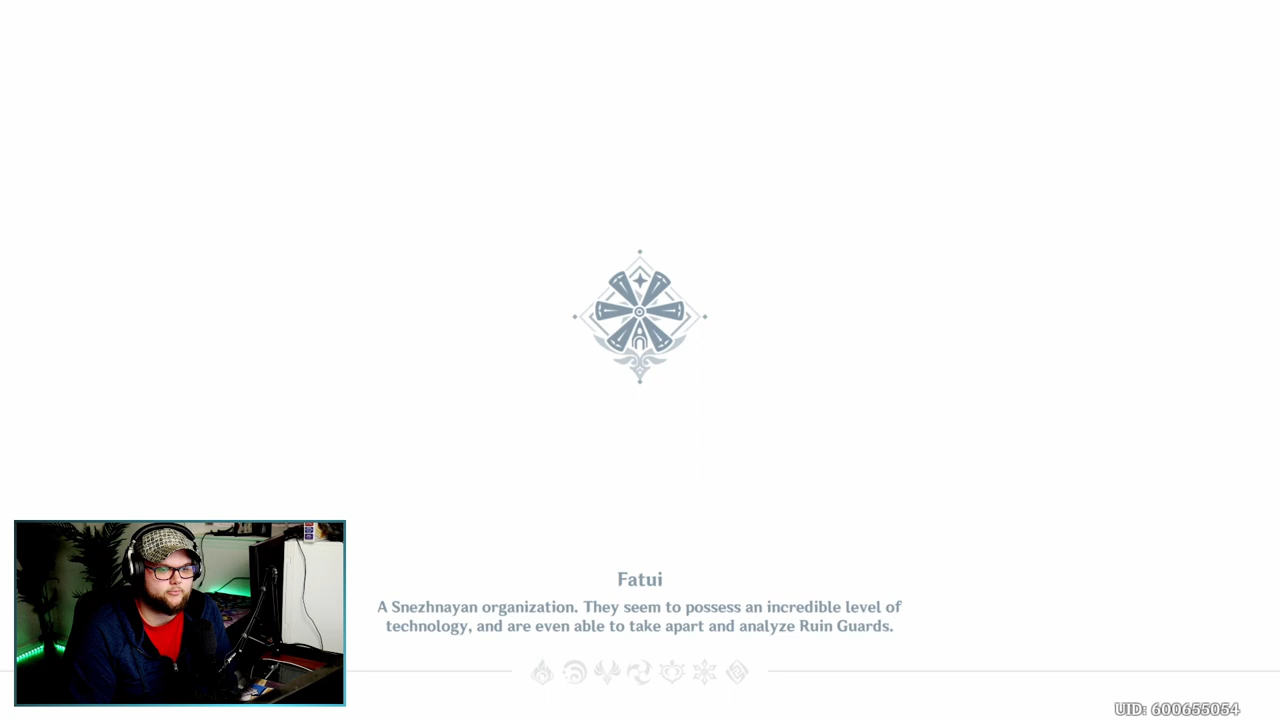 Fatui
A Snezhnayan organization. They seem to possess an incredible level of
technology, and are even able to take apart and analyze Ruin Guards.
UID: 600655054